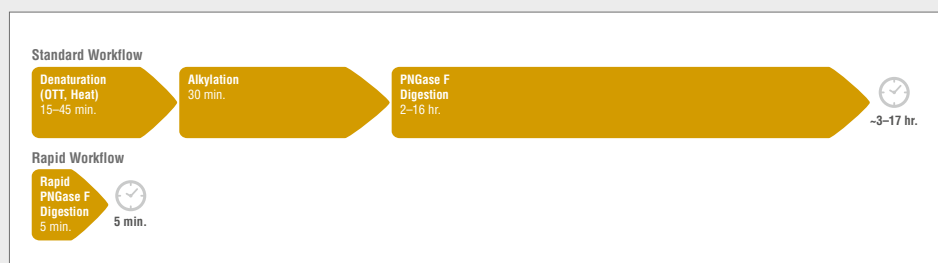 Standard Workflow
Denaturation
(OTT, Heat)
15–45 min.
Alkylation
30 min.
PNGase F
Digestion
2–16 hr.
~3–17 hr.
Rapid Workflow
Rapid
PNGase F
Digestion
5 min.
5 min.